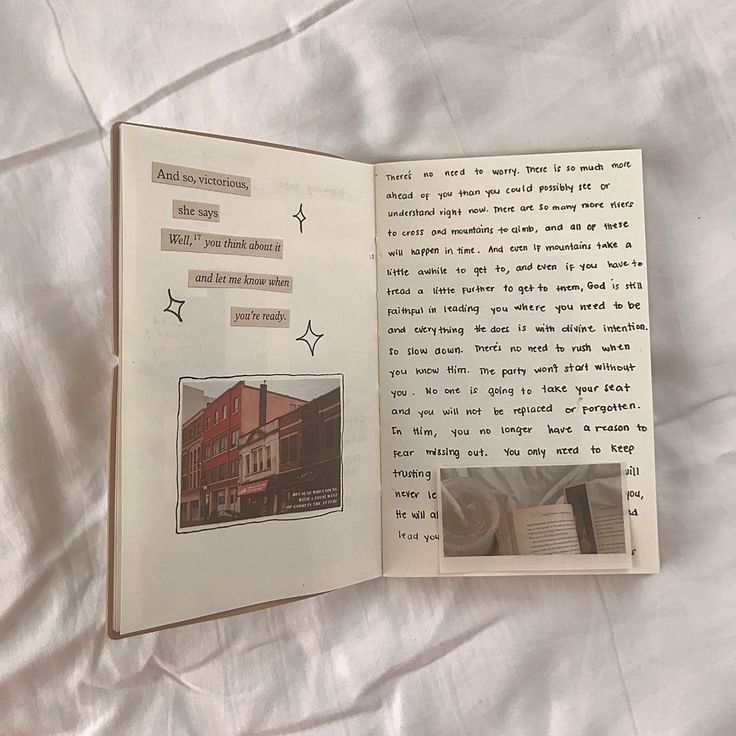 And so, victorious,
she says
Well,¹⁷ you think about it
and let me know when
you're ready.
BECAUSE WHEN YOUNG
WITH A
OF GOOD IN THE FUTURE
There's no need to worry. There is so much more
ahead of you than you could possibly see or
understand right now. There are so many more rivers
to cross and mountains to climb, and all of these
will happen in time. And even if mountains take a
little awhile to get to, and even if you have to
tread a little further to get to them, God is still
faithful in leading you where you need to be
and everything He does is with divine intention.
So slow down. There's no need to rush when
you know Him. The party won't start without
you. No one is going to take your seat
and you will not be replaced or forgotten.
In Him, you no longer have a reason to
fear missing out. You only need to keep
trusting will
never le you,
He will al
lead you